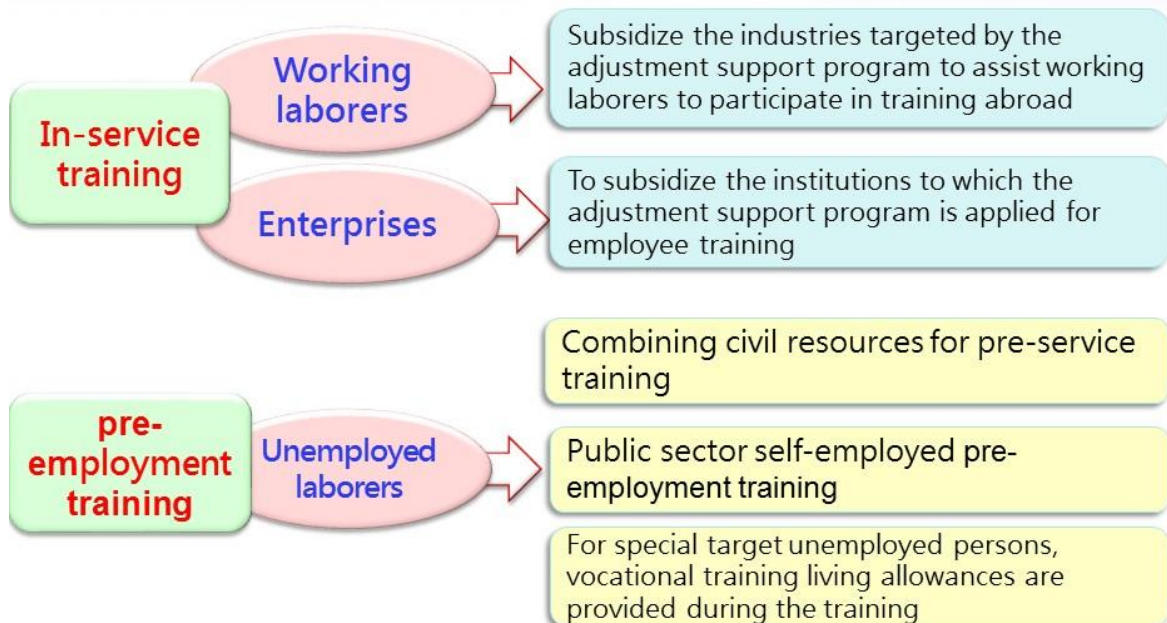 In-service
training
Working
laborers
Subsidize the industries targeted by the
adjustment support program to assist working
laborers to participate in training abroad
Enterprises
To subsidize the institutions to which the
adjustment support program is applied for
employee training
pre-
employment
training
Unemployed
laborers
Combining civil resources for pre-service
training
Public sector self-employed pre-
employment training
For special target unemployed persons,
vocational training living allowances are
provided during the training